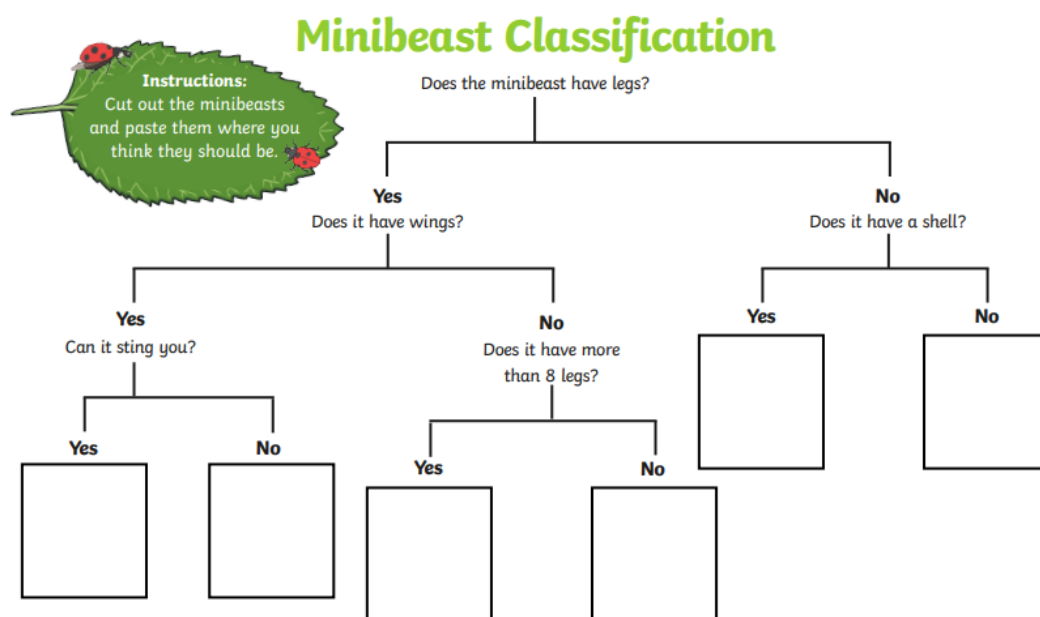 Minibeast Classification
Instructions:
Cut out the minibeasts
and paste them where you
think they should be.
Does the minibeast have legs?
Yes
Does it have wings?
No
Does it have a shell?
Yes
Can it sting you?
No
Does it have more
than 8 legs?
Yes
No
Yes
No
Yes
No